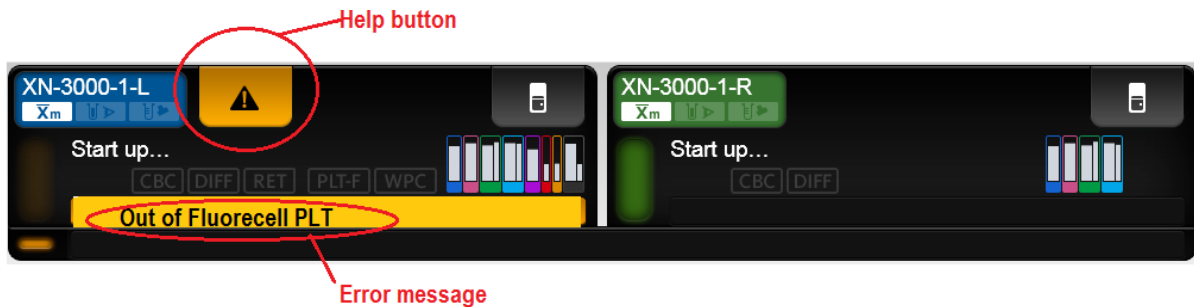 Help button
XN-3000-1-L
XN-3000-1-R
Xm
Xm
Start up...
Start up...
CBC DIFF RET PLT-F WPC
CBC DIFF
Out of Fluorecell PLT
Error message